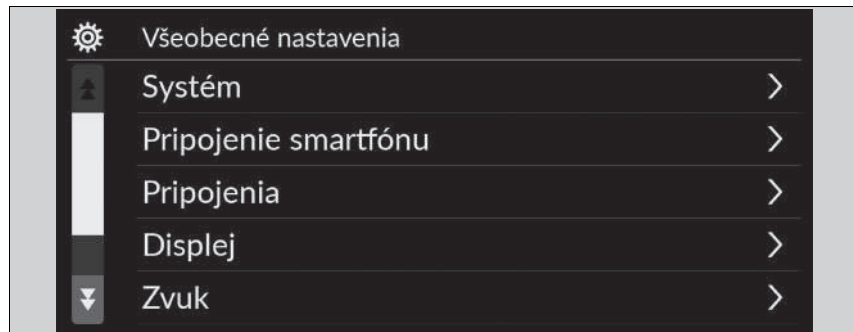 Všeobecné nastavenia
Systém
Pripojenie smartfónu
Pripojenia
Displej
Zvuk